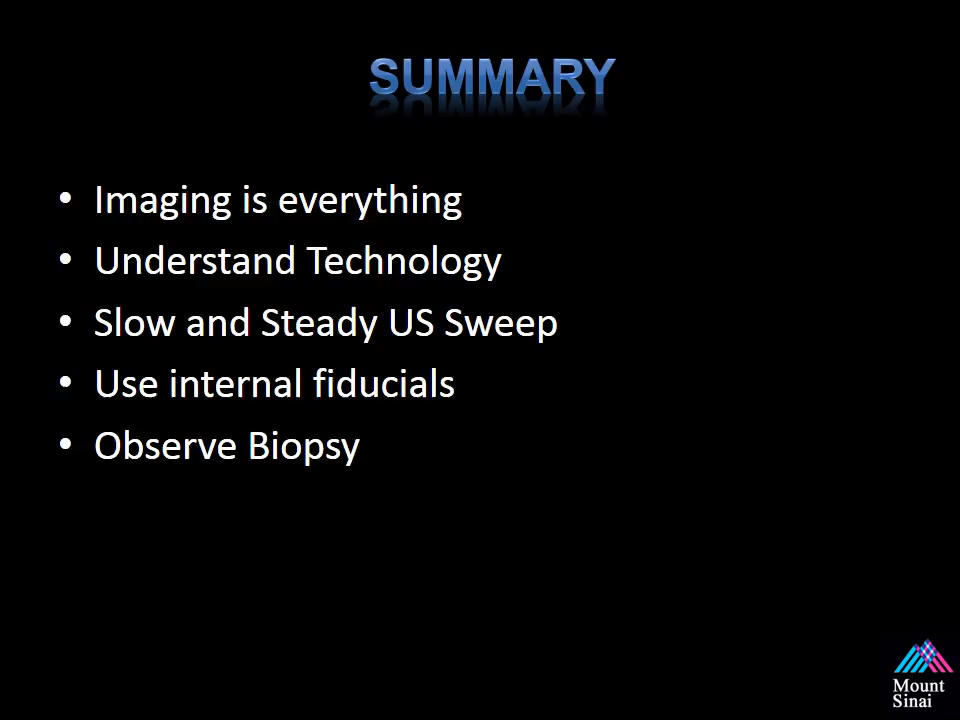 SUMMARY
• Imaging is everything
• Understand Technology
• Slow and Steady US Sweep
• Use internal fiducials
• Observe Biopsy
Mount
Sinai